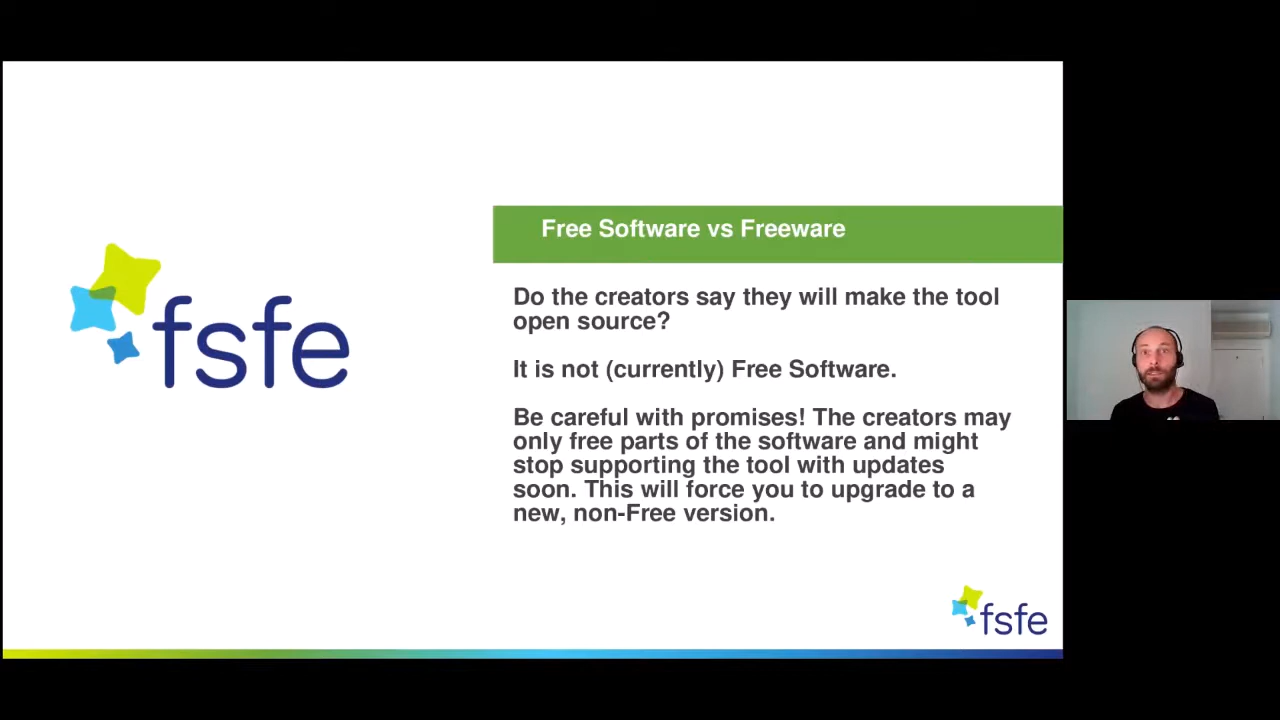 fsfe
Free Software vs Freeware
Do the creators say they will make the tool
open source?
It is not (currently) Free Software.
Be careful with promises! The creators may
only free parts of the software and might
stop supporting the tool with updates
soon. This will force you to upgrade to a
new, non-Free version.
fsfe